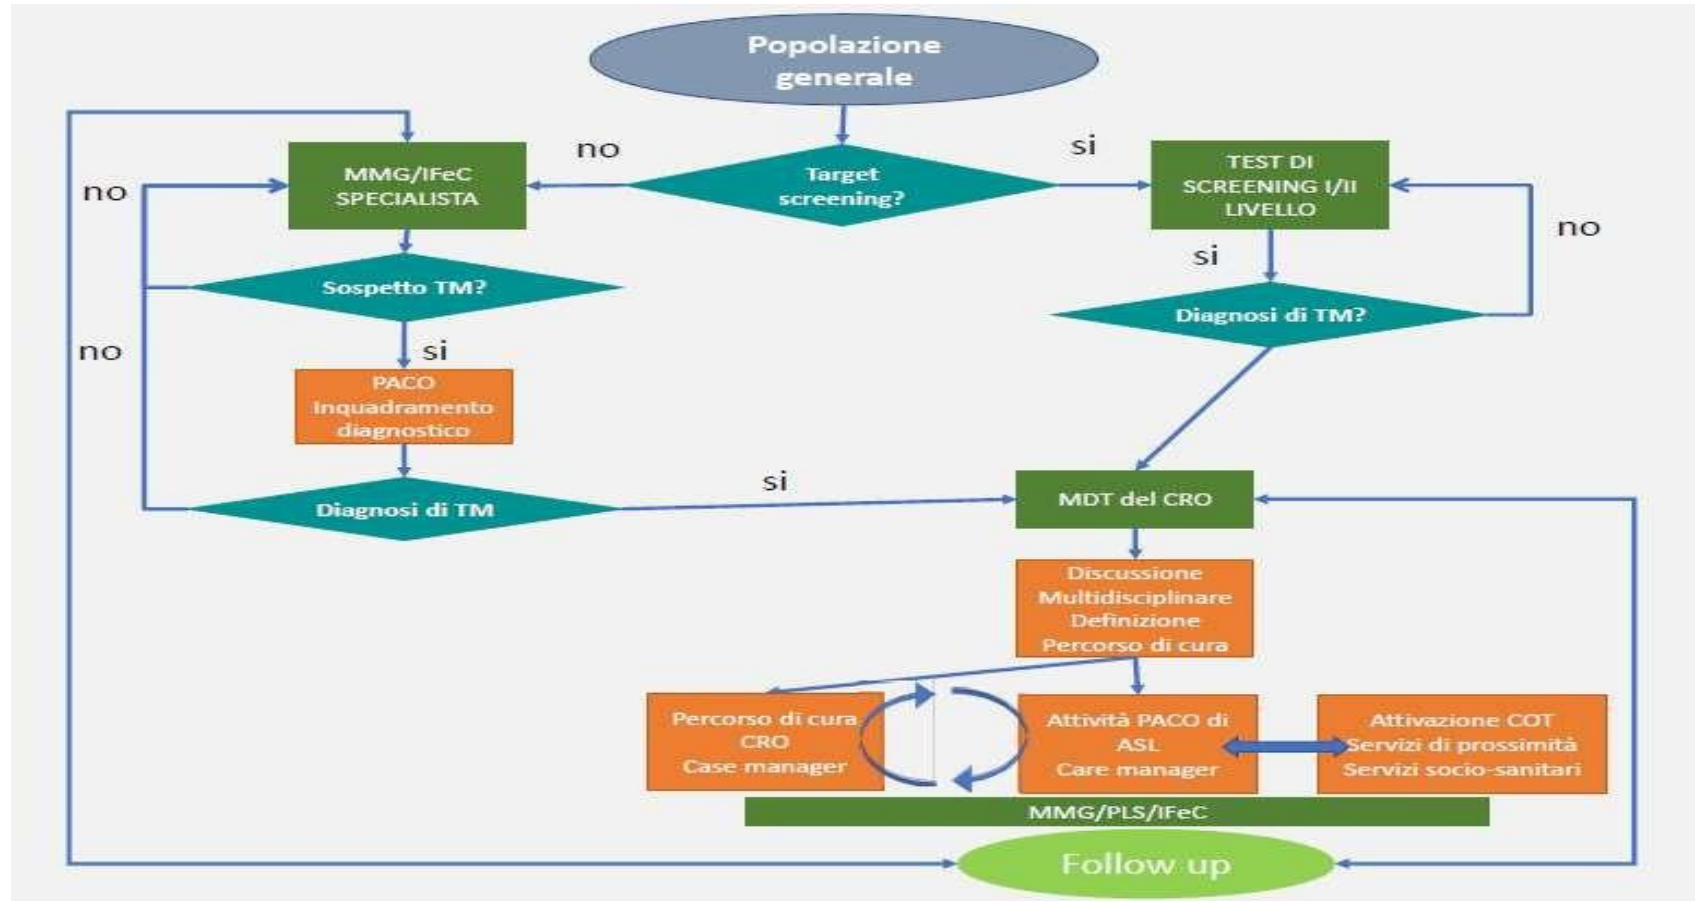 Popolazione
generale
no
si
MMG/IFeC
SPECIALISTA
Target
screening?
TEST DI
SCREENING I/II
LIVELLO
no
no
si
Sospetto TM?
Diagnosi di TM?
no
si
PACO
Inquadramento
diagnostico
si
Diagnosi di TM
MDT del CRO
Discussione
Multidisciplinare
Definizione
Percorso di cura
Percorso di cura
CRO
Case manager
Attività PACO di
ASL
Care manager
Attivazione COT
Servizi di prossimità
Servizi socio-sanitari
MMG/PLS/IFeC
Follow up